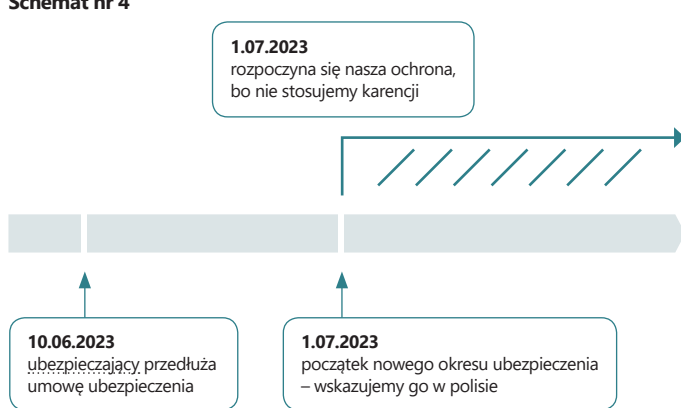 Schemat nr 4
1.07.2023
rozpoczyna się nasza ochrona,
bo nie stosujemy karencji
10.06.2023
ubezpieczający przedłuża
umowę ubezpieczenia
1.07.2023
początek nowego okresu ubezpieczenia
– wskazujemy go w polisie